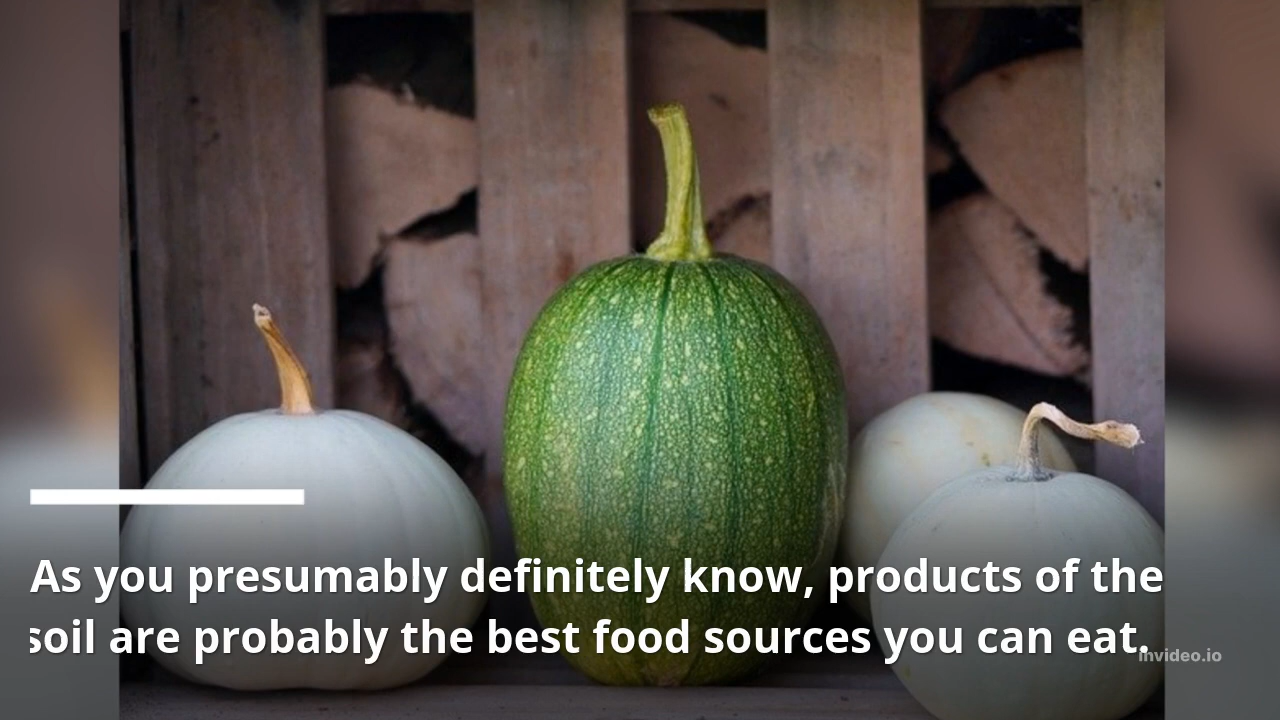 As you presumably definitely know, products of the
soil are probably the best food sources you can eat.
invideo.io